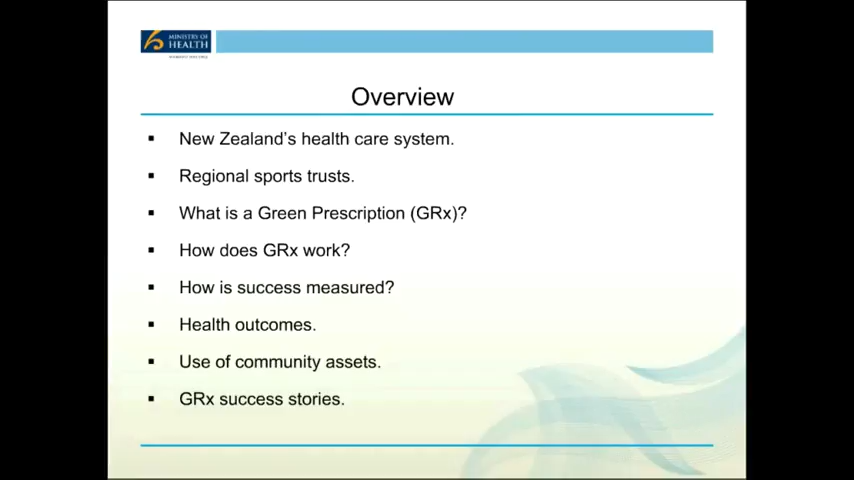 MINISTRY OF
HEALTH
Overview
▪ New Zealand's health care system.
▪ Regional sports trusts.
▪ What is a Green Prescription (GRx)?
▪ How does GRx work?
▪ How is success measured?
▪ Health outcomes.
▪ Use of community assets.
▪ GRx success stories.